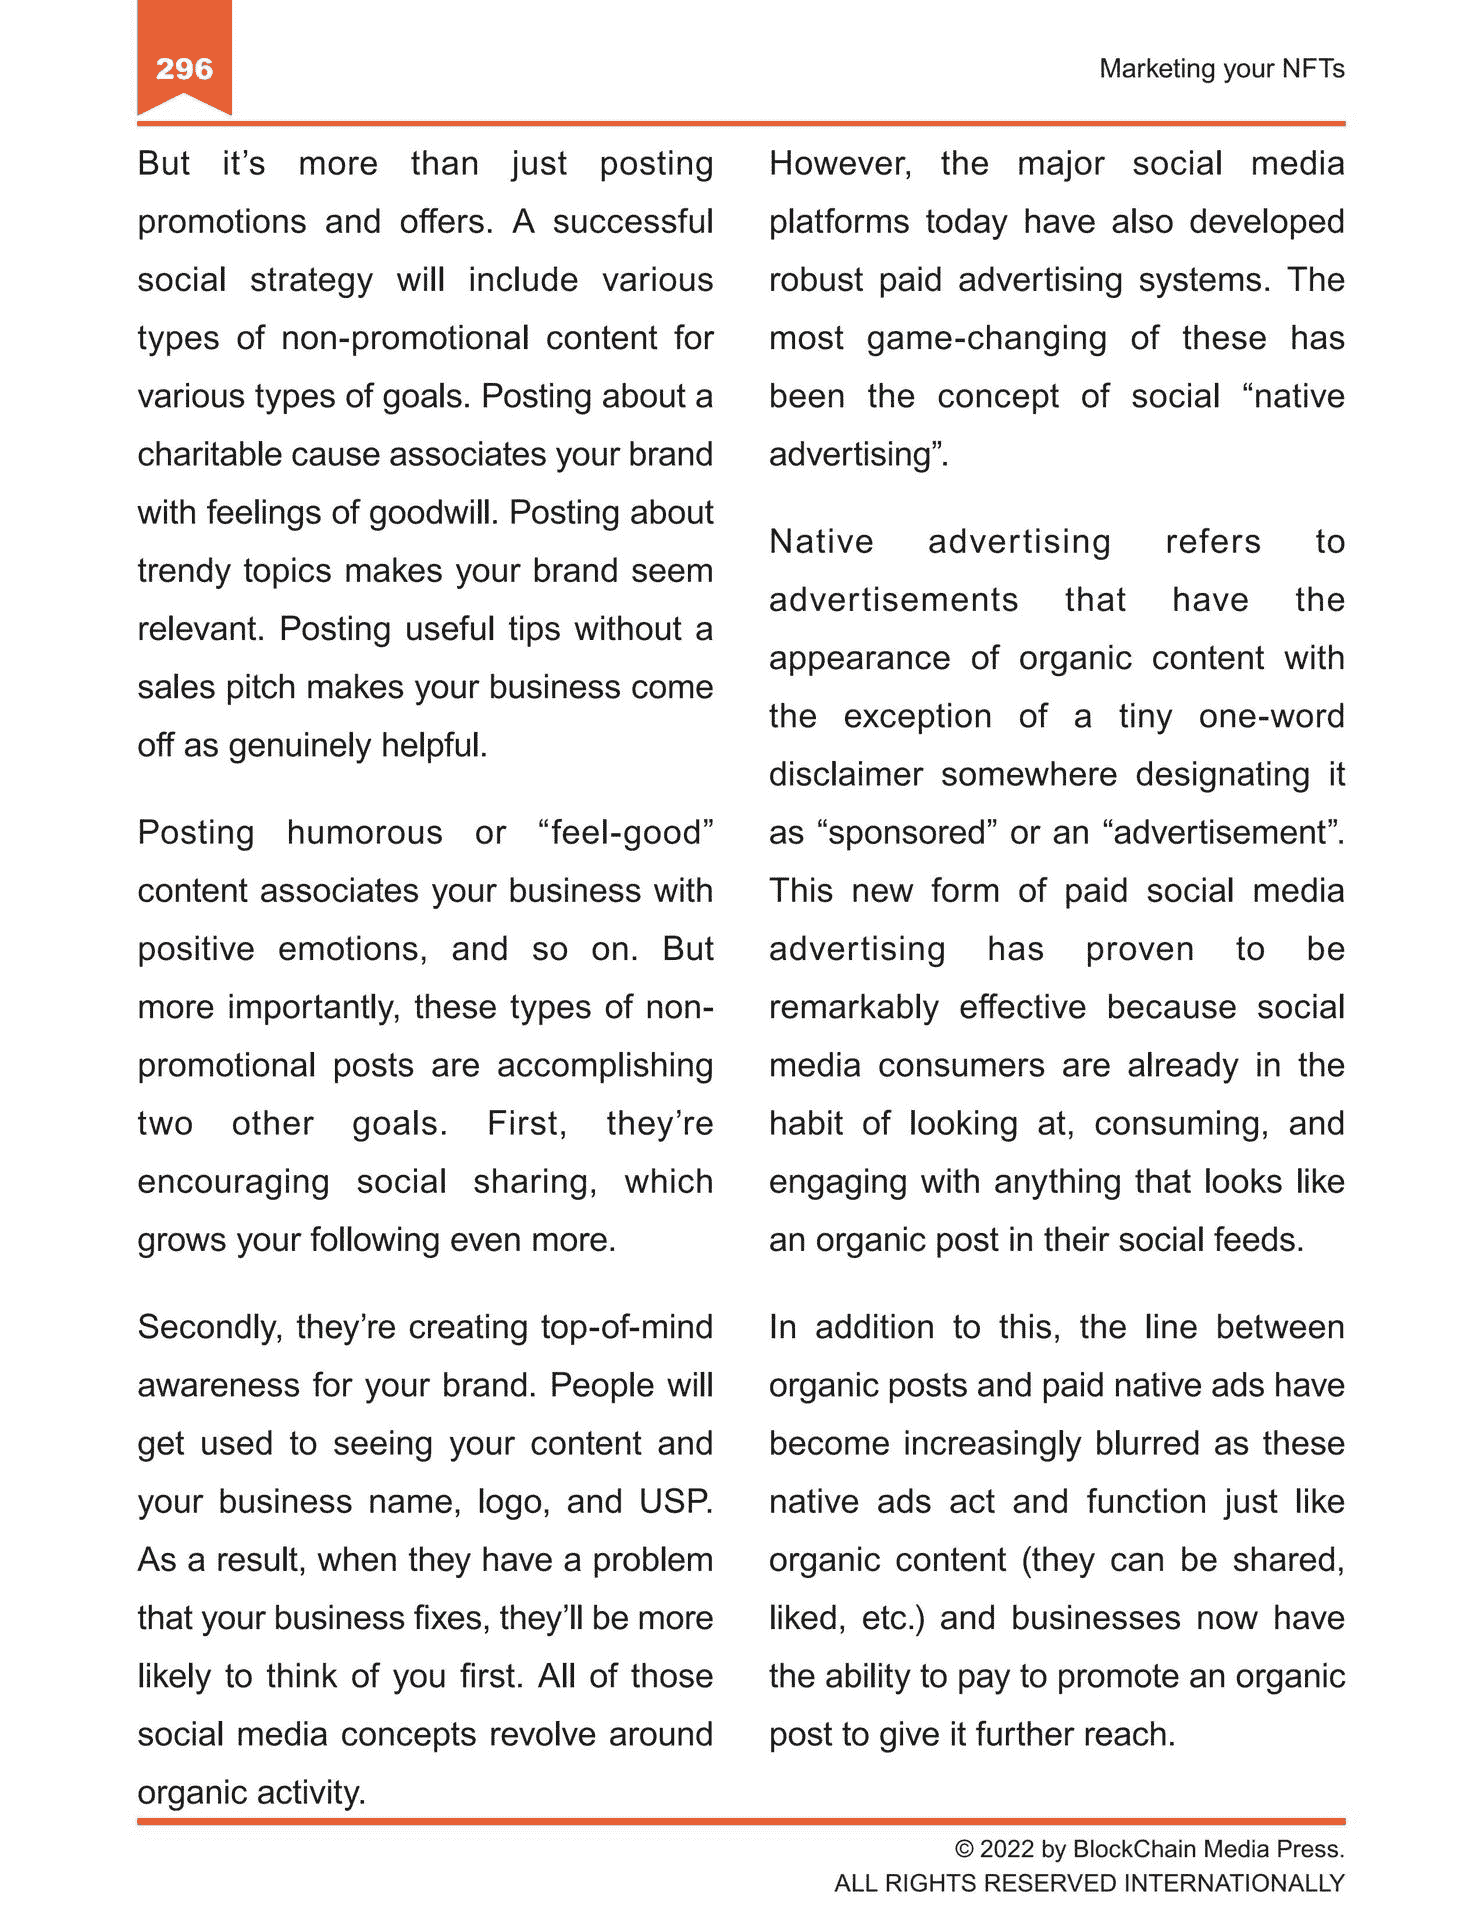 296
Marketing your NFTs
But it’s more than just posting
promotions and offers. A successful
social strategy will include various
types of non-promotional content for
various types of goals. Posting about a
charitable cause associates your brand
with feelings of goodwill. Posting about
trendy topics makes your brand seem
relevant. Posting useful tips without a
sales pitch makes your business come
off as genuinely helpful.
Posting humorous or “feel-good”
content associates your business with
positive emotions, and so on. But
more importantly, these types of non-
promotional posts are accomplishing
two other goals. First, they’re
encouraging social sharing, which
grows your following even more.
Secondly, they’re creating top-of-mind
awareness for your brand. People will
get used to seeing your content and
your business name, logo, and USP.
As a result, when they have a problem
that your business fixes, they’ll be more
likely to think of you first. All of those
social media concepts revolve around
organic activity.
However, the major social media
platforms today have also developed
robust paid advertising systems. The
most game-changing of these has
been the concept of social “native
advertising”.
Native advertising refers to
advertisements that have the
appearance of organic content with
the exception of a tiny one-word
disclaimer somewhere designating it
as “sponsored” or an “advertisement”.
This new form of paid social media
advertising has proven to be
remarkably effective because social
media consumers are already in the
habit of looking at, consuming, and
engaging with anything that looks like
an organic post in their social feeds.
In addition to this, the line between
organic posts and paid native ads have
become increasingly blurred as these
native ads act and function just like
organic content (they can be shared,
liked, etc.) and businesses now have
the ability to pay to promote an organic
post to give it further reach.
© 2022 by BlockChain Media Press.
ALL RIGHTS RESERVED INTERNATIONALLY